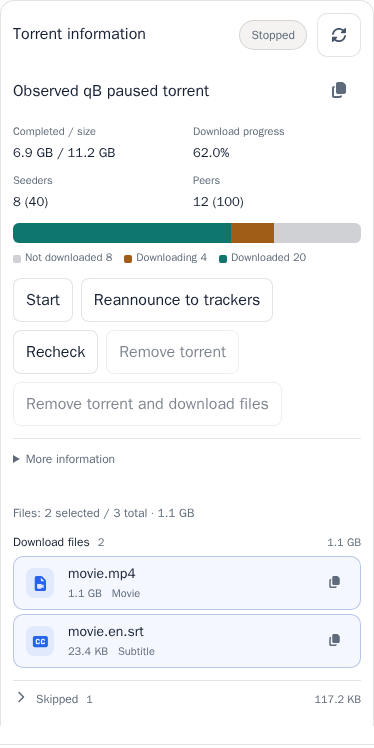 Torrent information
Stopped
Observed qB paused torrent
Completed / size
Download progress
6.9 GB / 11.2 GB
62.0%
Seeders
Peers
8 (40)
12 (100)
Not downloaded 8
Downloading 4
Downloaded 20
Start
Reannounce to trackers
Recheck
Remove torrent
Remove torrent and download files
More information
Files: 2 selected / 3 total · 1.1 GB
Download files 2
1.1 GB
movie.mp4
1.1 GB Movie
CC
movie.en.srt
23.4 KB Subtitle
Skipped 1
117.2 KB